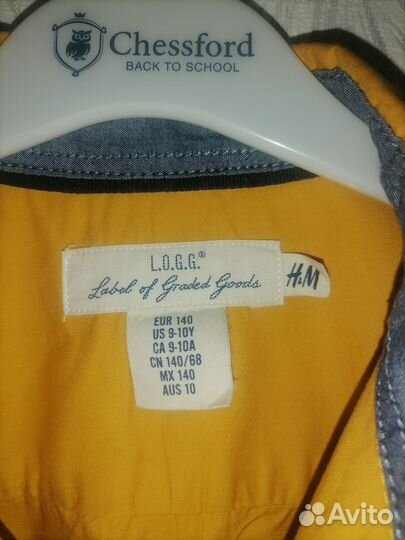 Chessford
BACK TO SCHOOL
L.O.G.G.®
Label of Graded Goods
H&M
EUR 140
US 9-10Y
CA 9-10A
CN 140/68
MX 140
AUS 10
Avito